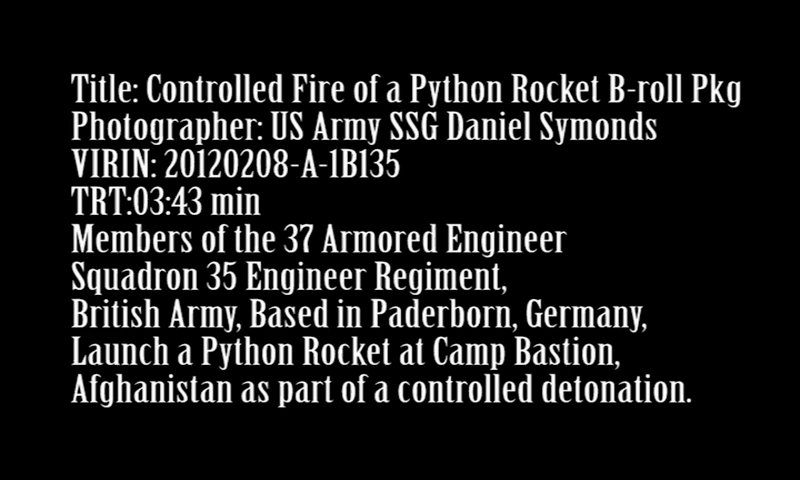 Title: Controlled Fire of a Python Rocket B-roll Pkg
Photographer: US Army SSG Daniel Symonds
VIRIN: 20120208-A-1B135
TRT:03:43 min
Members of the 37 Armored Engineer
Squadron 35 Engineer Regiment,
British Army, Based in Paderborn, Germany,
Launch a Python Rocket at Camp Bastion,
Afghanistan as part of a controlled detonation.